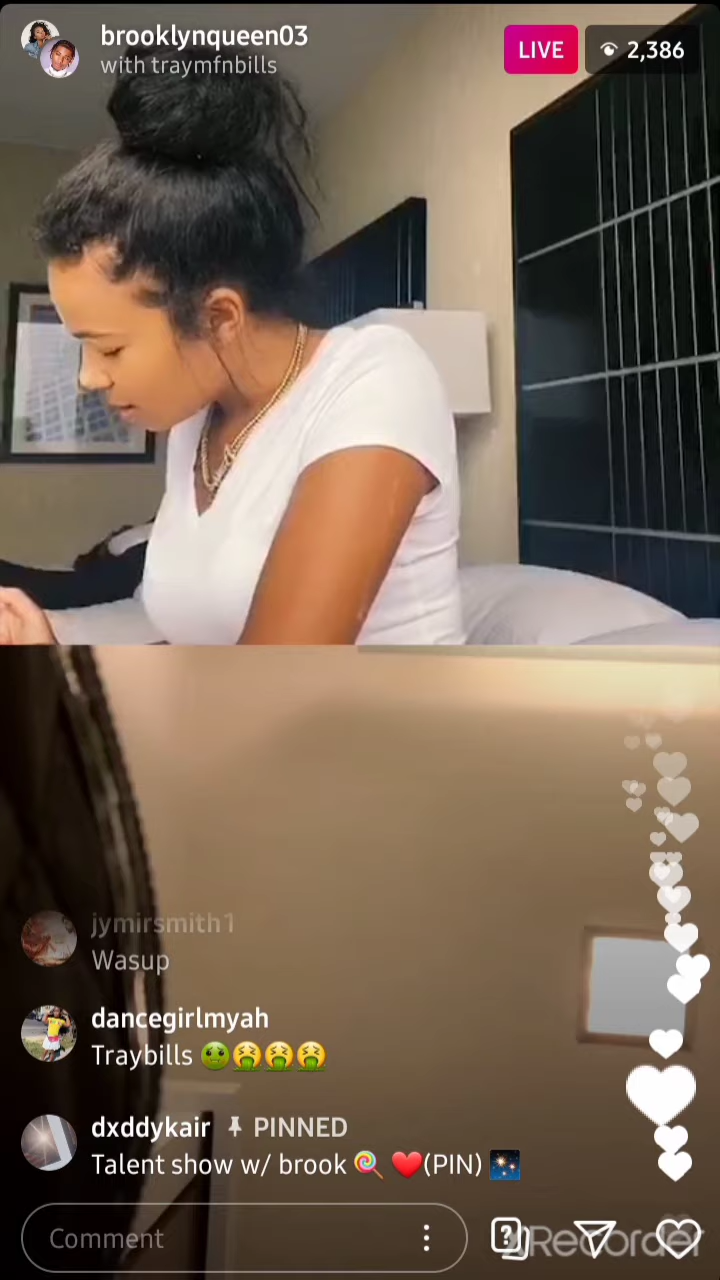 brooklynqueen03
with traymfnbills
LIVE
2,386
jymirsmith1
Wasup
dancegirlmyah
Traybills 🤢🤮🤮🤮
dxddykair PINNED
Talent show w/ brook 🍭 ❤️(PIN) 🎇
Comment
Recorder